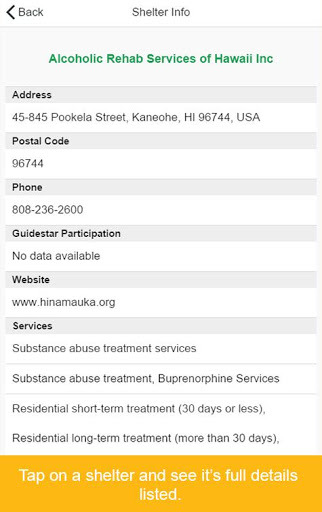 Back
Shelter Info
Alcoholic Rehab Services of Hawaii Inc
Address
45-845 Pookela Street, Kaneohe, HI 96744, USA
Postal Code
96744
Phone
808-236-2600
Guidestar Participation
No data available
Website
www.hinamauka.org
Services
Substance abuse treatment services
Substance abuse treatment, Buprenorphine Services
Residential short-term treatment (30 days or less),
Residential long-term treatment (more than 30 days),
Tap on a shelter and see it's full details
listed.